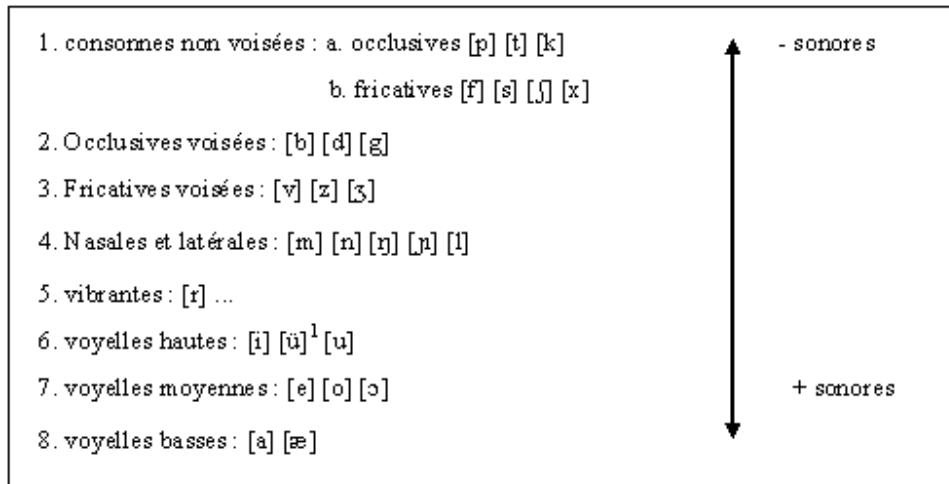 1. consonnes non voisées : a. occlusives [p] [t] [k] - sonores
b. fricatives [f] [s] [ʃ] [x]
2. Occlusives voisées : [b] [d] [g]
3. Fricatives voisées : [v] [z] [ʒ]
4. Nasales et latérales : [m] [n] [ŋ] [ɲ] [l]
5. vibrantes : [r] ...
6. voyelles hautes : [i] [ü]¹ [u]
7. voyelles moyennes : [e] [o] [ɔ] + sonores
8. voyelles basses : [a] [æ]